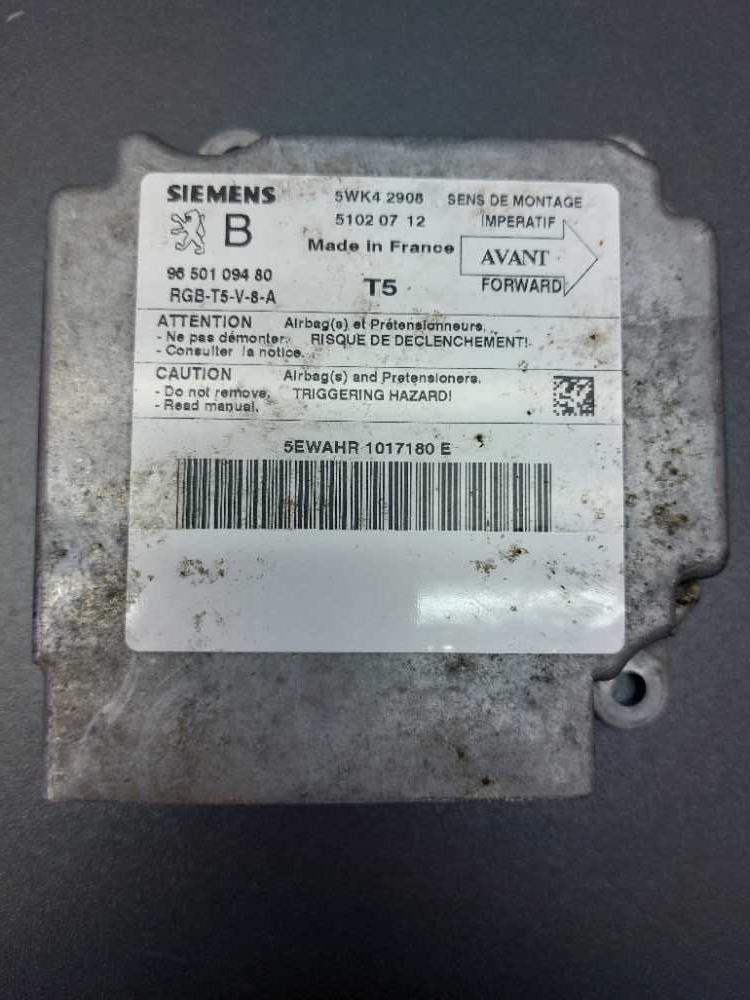 SIEMENS
5WK4 2908
SENS DE MONTAGE
B
51020 07 12
IMPERATIF
Made in France
AVANT
96 501 094 80
T5
FORWARD
RGB-T5-V-8-A
ATTENTION Airbag(s) et Prétensionneurs.
- Ne pas démonter. RISQUE DE DECLENCHEMENT!
- Consulter la notice.
CAUTION Airbag(s) and Pretensioners.
- Do not remove. TRIGGERING HAZARD!
- Read manual.
5EWAHR 1017180 E